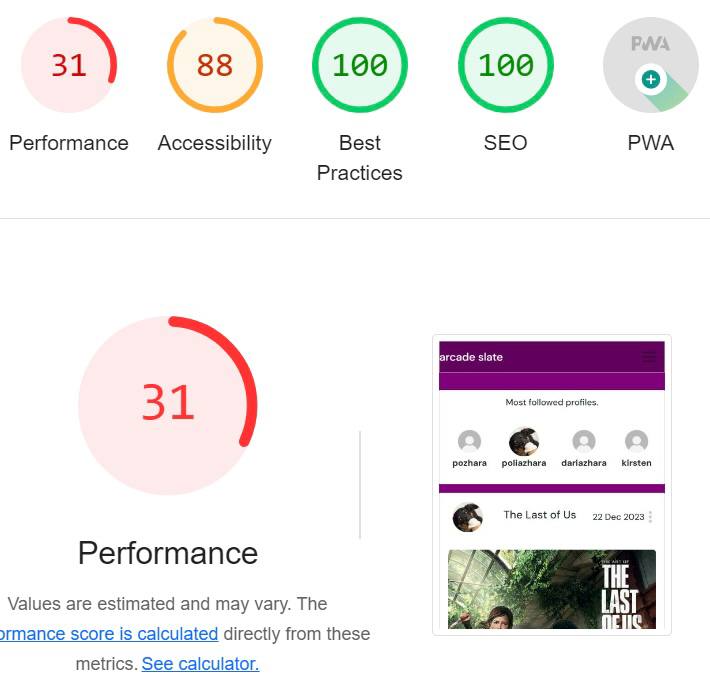 31
88
100
100
PWA
Performance
Accessibility
Best
Practices
SEO
PWA
31
Performance
Values are estimated and may vary. The
ormance score is calculated directly from these
metrics. See calculator.
arcade slate
Most followed profiles.
pozhara
poliazhara
dariazhara
kirsten
The Last of Us
22 Dec 2023
THE ART OF
THE
LAST
OF US